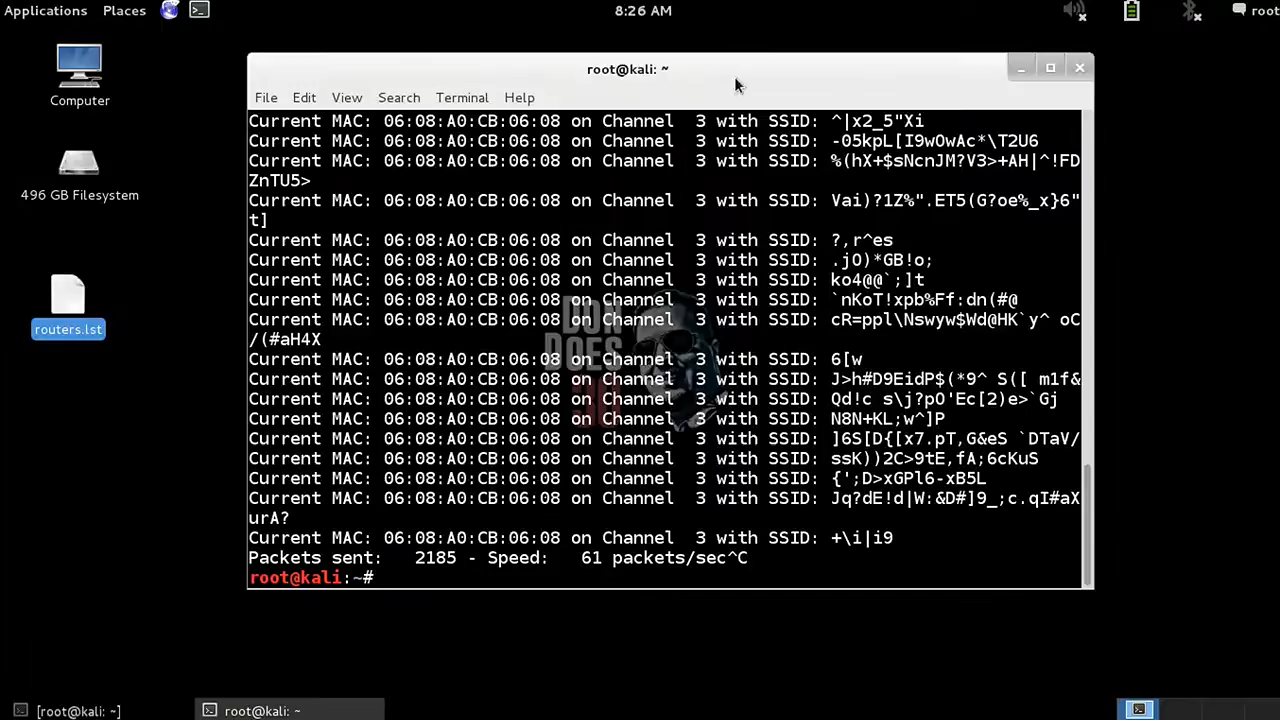 Applications Places 8:26 AM root
Computer
496 GB Filesystem
routers.lst
root@kali: ~
File Edit View Search Terminal Help
Current MAC: 06:08:A0:CB:06:08 on Channel  3 with SSID: ^|x2_5"Xi
Current MAC: 06:08:A0:CB:06:08 on Channel  3 with SSID: -05kpL[I9wOwAc*\T2U6
Current MAC: 06:08:A0:CB:06:08 on Channel  3 with SSID: %(hX+$sNcnJM?V3>+AH|^!FD
ZnTU5>
Current MAC: 06:08:A0:CB:06:08 on Channel  3 with SSID: Vai)?1Z%".ET5(G?oe%_x}6"
t]
Current MAC: 06:08:A0:CB:06:08 on Channel  3 with SSID: ?,r^es
Current MAC: 06:08:A0:CB:06:08 on Channel  3 with SSID: .jO)*GB!o;
Current MAC: 06:08:A0:CB:06:08 on Channel  3 with SSID: ko4@@`;]t
Current MAC: 06:08:A0:CB:06:08 on Channel  3 with SSID: `nKoT!xpb%Ff:dn(#@
Current MAC: 06:08:A0:CB:06:08 on Channel  3 with SSID: cR=ppl\Nswyw$Wd@HK`y^ oC
/(#aH4X
Current MAC: 06:08:A0:CB:06:08 on Channel  3 with SSID: 6[w
Current MAC: 06:08:A0:CB:06:08 on Channel  3 with SSID: J>h#D9EidP$(*9^ S([ m1f&
Current MAC: 06:08:A0:CB:06:08 on Channel  3 with SSID: Qd!c s\j?pO'Ec[2)e>`Gj
Current MAC: 06:08:A0:CB:06:08 on Channel  3 with SSID: N8N+KL;w^]P
Current MAC: 06:08:A0:CB:06:08 on Channel  3 with SSID: ]6S[D{[x7.pT,G&eS `DTaV/
Current MAC: 06:08:A0:CB:06:08 on Channel  3 with SSID: ssK))2C>9tE,fA;6cKuS
Current MAC: 06:08:A0:CB:06:08 on Channel  3 with SSID: {';D>xGPl6-xB5L
Current MAC: 06:08:A0:CB:06:08 on Channel  3 with SSID: Jq?dE!d|W:&D#]9_;c.qI#aX
urA?
Current MAC: 06:08:A0:CB:06:08 on Channel  3 with SSID: +\i|i9
Packets sent:   2185 - Speed:   61 packets/sec^C
root@kali:~#
DON
DOES
30
[root@kali: ~]
root@kali: ~